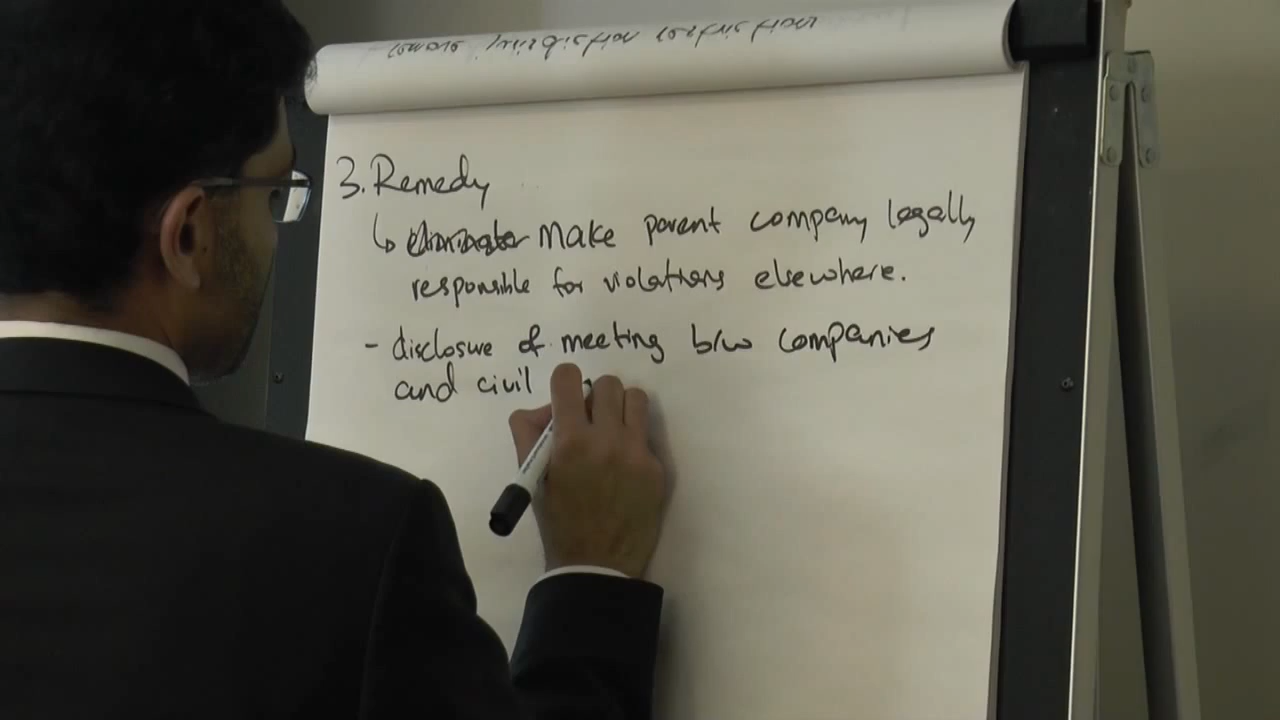 3. Remedy
↳ Make parent company legally
responsible for violations elsewhere.
- disclosure of meeting b/w companies
and civil